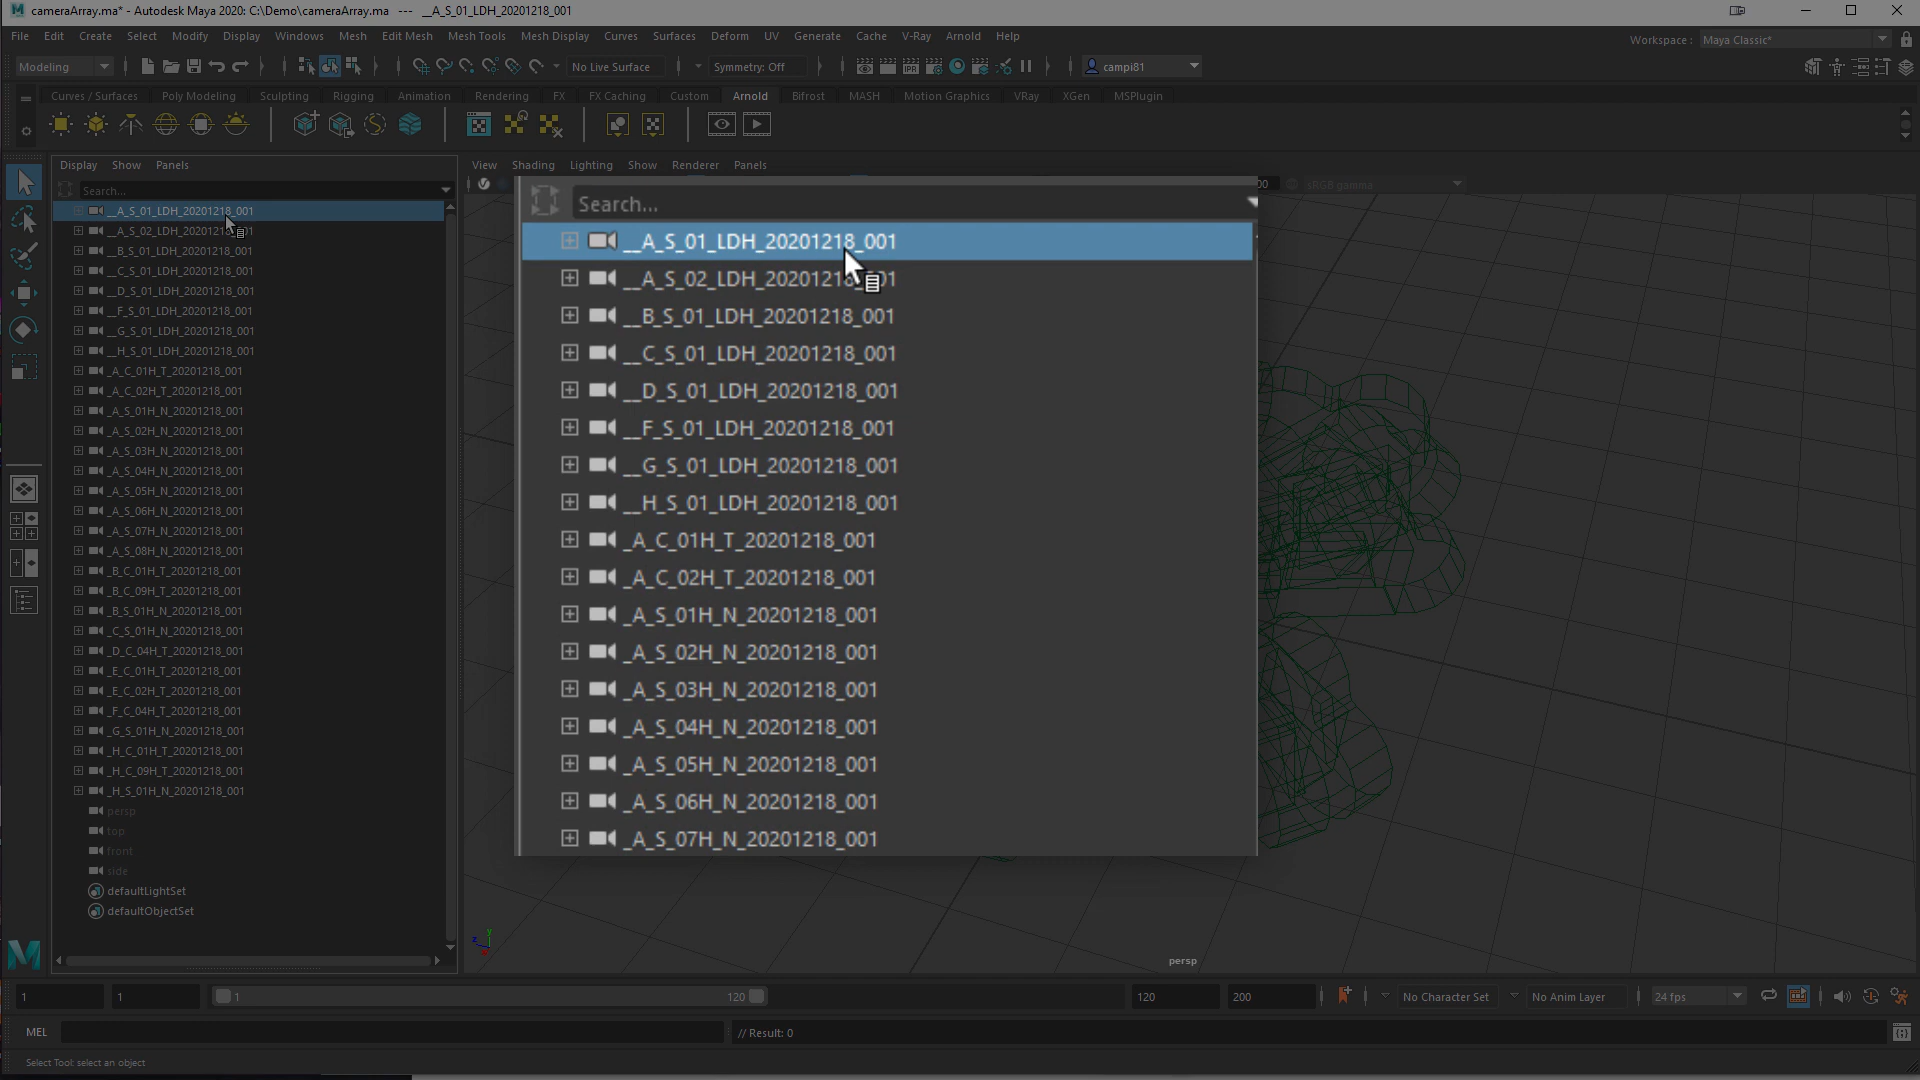 cameraArray.ma* - Autodesk Maya 2020: C:\Demo\cameraArray.ma --- __A_S_01_LDH_20201218_001
File Edit Create Select Modify Display Windows Mesh Edit Mesh Mesh Tools Mesh Display Curves Surfaces Deform UV Generate Cache V-Ray Arnold Help
Workspace : Maya Classic*
Modeling No Live Surface Symmetry: Off campi81
Curves / Surfaces Poly Modeling Sculpting Rigging Animation Rendering FX FX Caching Custom Arnold Bifrost MASH Motion Graphics VRay XGen MSPlugin
Display Show Panels
Search...
__A_S_01_LDH_20201218_001
__A_S_02_LDH_20201218_001
__B_S_01_LDH_20201218_001
__C_S_01_LDH_20201218_001
__D_S_01_LDH_20201218_001
__F_S_01_LDH_20201218_001
__G_S_01_LDH_20201218_001
__H_S_01_LDH_20201218_001
_A_C_01H_T_20201218_001
_A_C_02H_T_20201218_001
_A_S_01H_N_20201218_001
_A_S_02H_N_20201218_001
_A_S_03H_N_20201218_001
_A_S_04H_N_20201218_001
_A_S_05H_N_20201218_001
_A_S_06H_N_20201218_001
_A_S_07H_N_20201218_001
_A_S_08H_N_20201218_001
_B_C_01H_T_20201218_001
_B_C_09H_T_20201218_001
_B_S_01H_N_20201218_001
_C_S_01H_N_20201218_001
_D_C_04H_T_20201218_001
_E_C_01H_T_20201218_001
_E_C_02H_T_20201218_001
_F_C_04H_T_20201218_001
_G_S_01H_N_20201218_001
_H_C_01H_T_20201218_001
_H_C_09H_T_20201218_001
_H_S_01H_N_20201218_001
persp
top
front
side
defaultLightSet
defaultObjectSet
View Shading Lighting Show Renderer Panels
00 sRGB gamma
Search...
__A_S_01_LDH_20201218_001
__A_S_02_LDH_20201218_001
__B_S_01_LDH_20201218_001
__C_S_01_LDH_20201218_001
__D_S_01_LDH_20201218_001
__F_S_01_LDH_20201218_001
__G_S_01_LDH_20201218_001
__H_S_01_LDH_20201218_001
_A_C_01H_T_20201218_001
_A_C_02H_T_20201218_001
_A_S_01H_N_20201218_001
_A_S_02H_N_20201218_001
_A_S_03H_N_20201218_001
_A_S_04H_N_20201218_001
_A_S_05H_N_20201218_001
_A_S_06H_N_20201218_001
_A_S_07H_N_20201218_001
persp
1 1 1 120 120 200 No Character Set No Anim Layer 24 fps
MEL // Result: 0
Select Tool: select an object